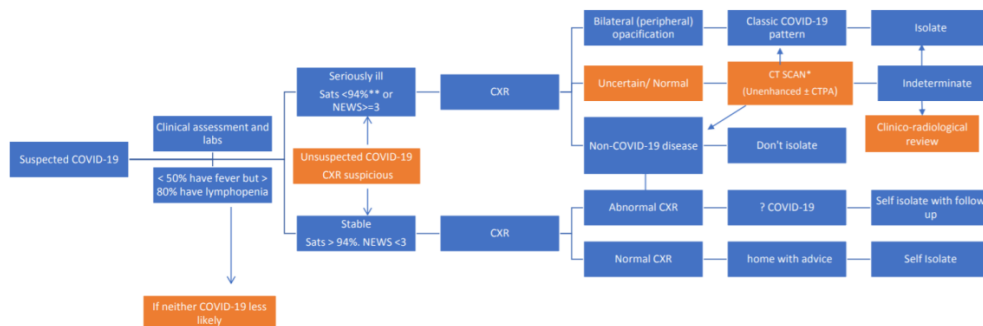 Bilateral (peripheral)
opacification
Classic COVID-19
pattern
Isolate
Seriously ill
Sats <94%** or
NEWS>=3
CXR
Uncertain/ Normal
CT SCAN*
(Unenhanced ± CTPA)
Indeterminate
Clinical assessment and
labs
Suspected COVID-19
Unsuspected COVID-19
CXR suspicious
Non-COVID-19 disease
Don't isolate
Clinico-radiological
review
< 50% have fever but >
80% have lymphopenia
Stable
Sats > 94%. NEWS <3
CXR
Abnormal CXR
? COVID-19
Self isolate with follow
up
Normal CXR
home with advice
Self Isolate
If neither COVID-19 less
likely